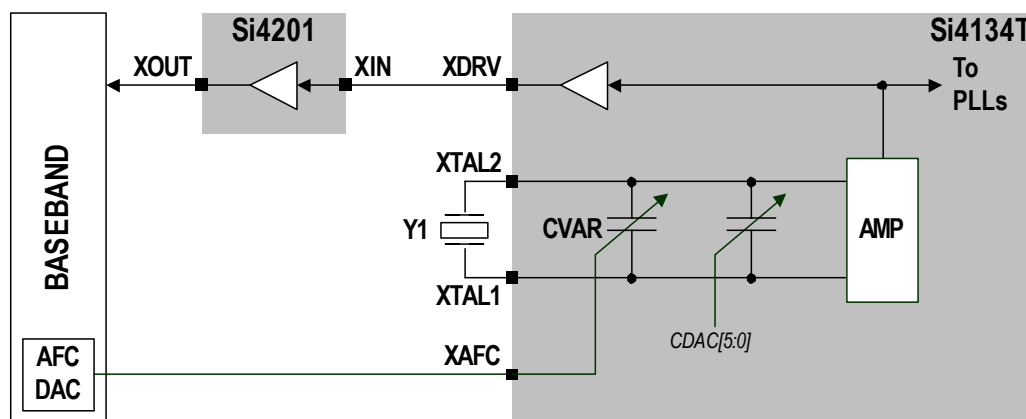 Si4201
Si4134T
XOUT
XIN
XDRV
To
PLLs
BASEBAND
XTAL2
Y1
CVAR
AMP
XTAL1
CDAC[5:0]
XAFC
AFC
DAC